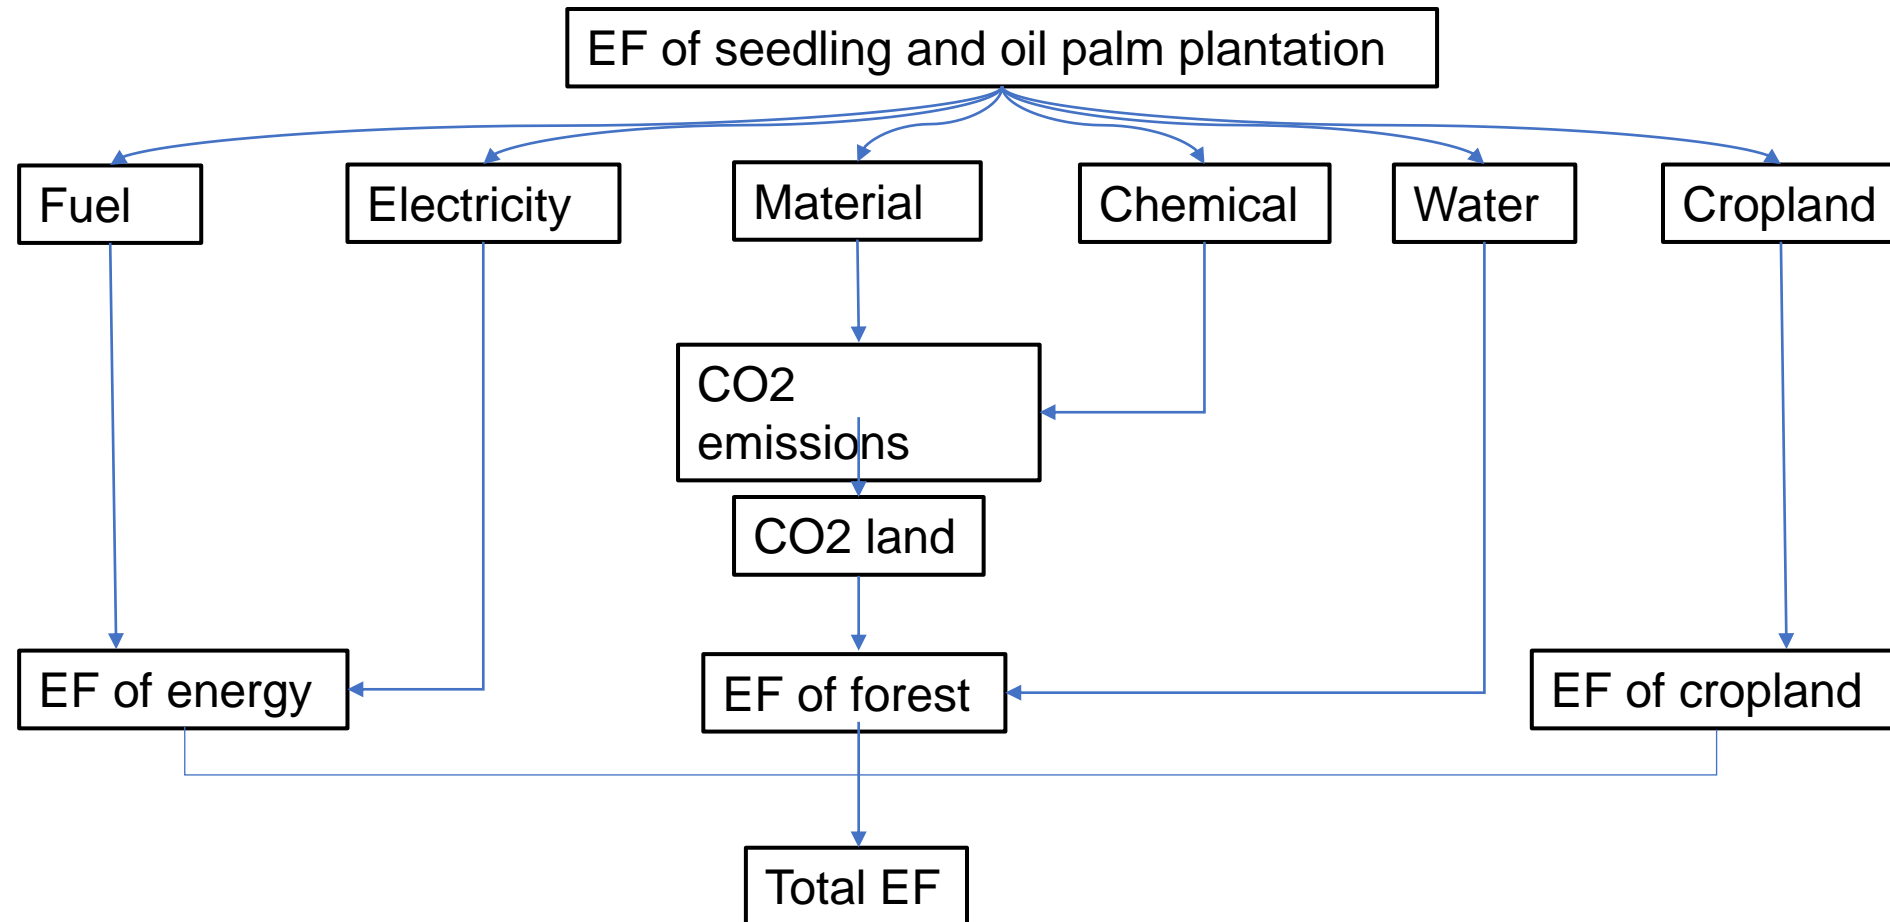 EF of seedling and oil palm plantation
Fuel
Electricity
Material
Chemical
Water
Cropland
CO2
emissions
CO2 land
EF of energy
EF of forest
EF of cropland
Total EF